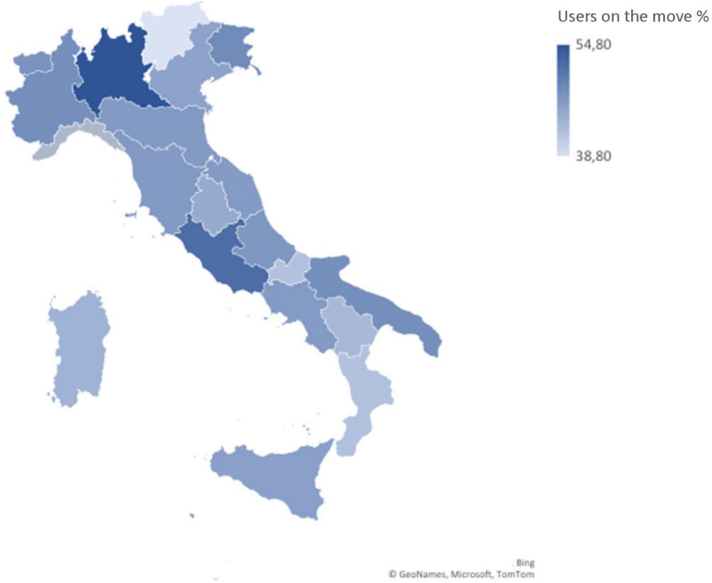 Users on the move %
54,80
38,80
Bing
© GeoNames, Microsoft, TomTom